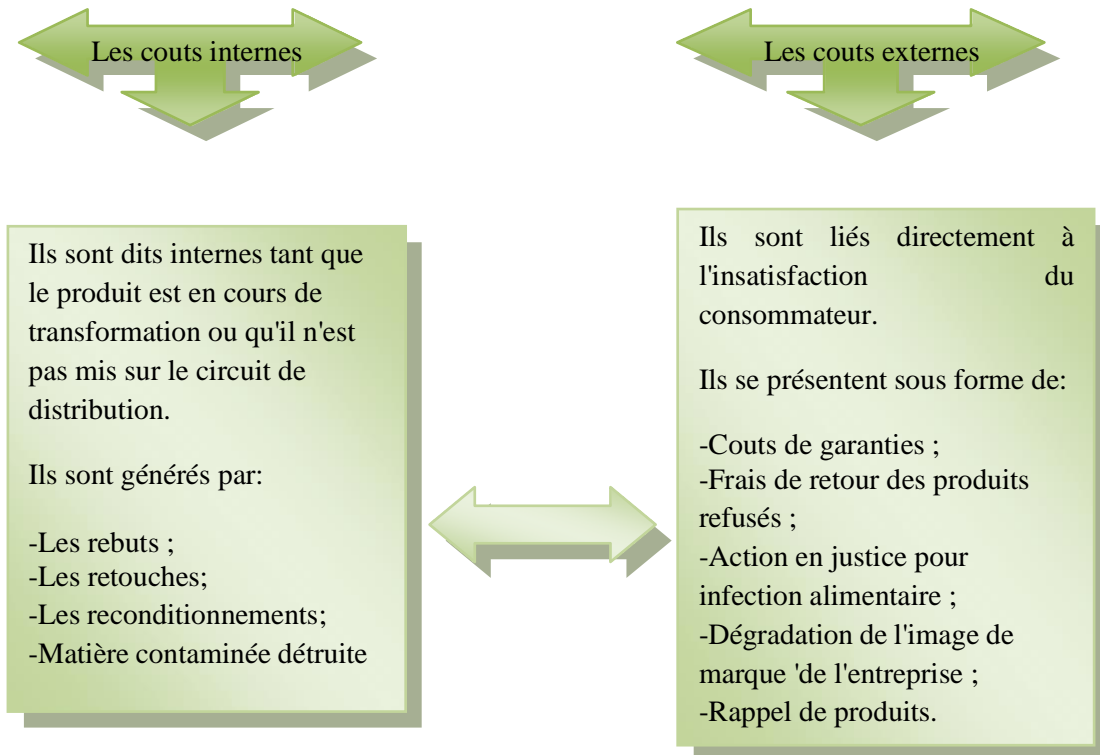 Les couts internes
Les couts externes
Ils sont dits internes tant que
le produit est en cours de
transformation ou qu'il n'est
pas mis sur le circuit de
distribution.
Ils sont générés par:
-Les rebuts ;
-Les retouches;
-Les reconditionnements;
-Matière contaminée détruite
Ils sont liés directement à
l'insatisfaction du
consommateur.
Ils se présentent sous forme de:
-Couts de garanties ;
-Frais de retour des produits
refusés ;
-Action en justice pour
infection alimentaire ;
-Dégradation de l'image de
marque 'de l'entreprise ;
-Rappel de produits.